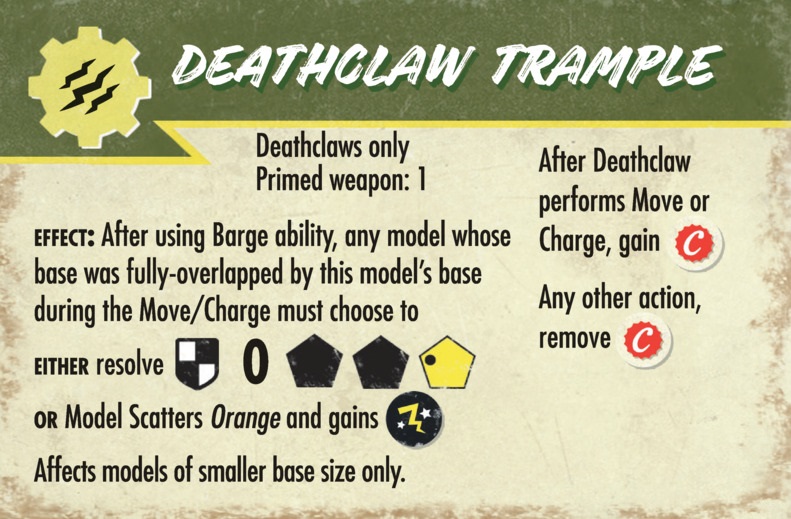 DEATHCLAW TRAMPLE
Deathclaws only
Primed weapon: 1
EFFECT: After using Barge ability, any model whose
base was fully-overlapped by this model's base
during the Move/Charge must choose to
EITHER resolve 0
OR Model Scatters Orange and gains
Affects models of smaller base size only.
After Deathclaw
performs Move or
Charge, gain C
Any other action,
remove C